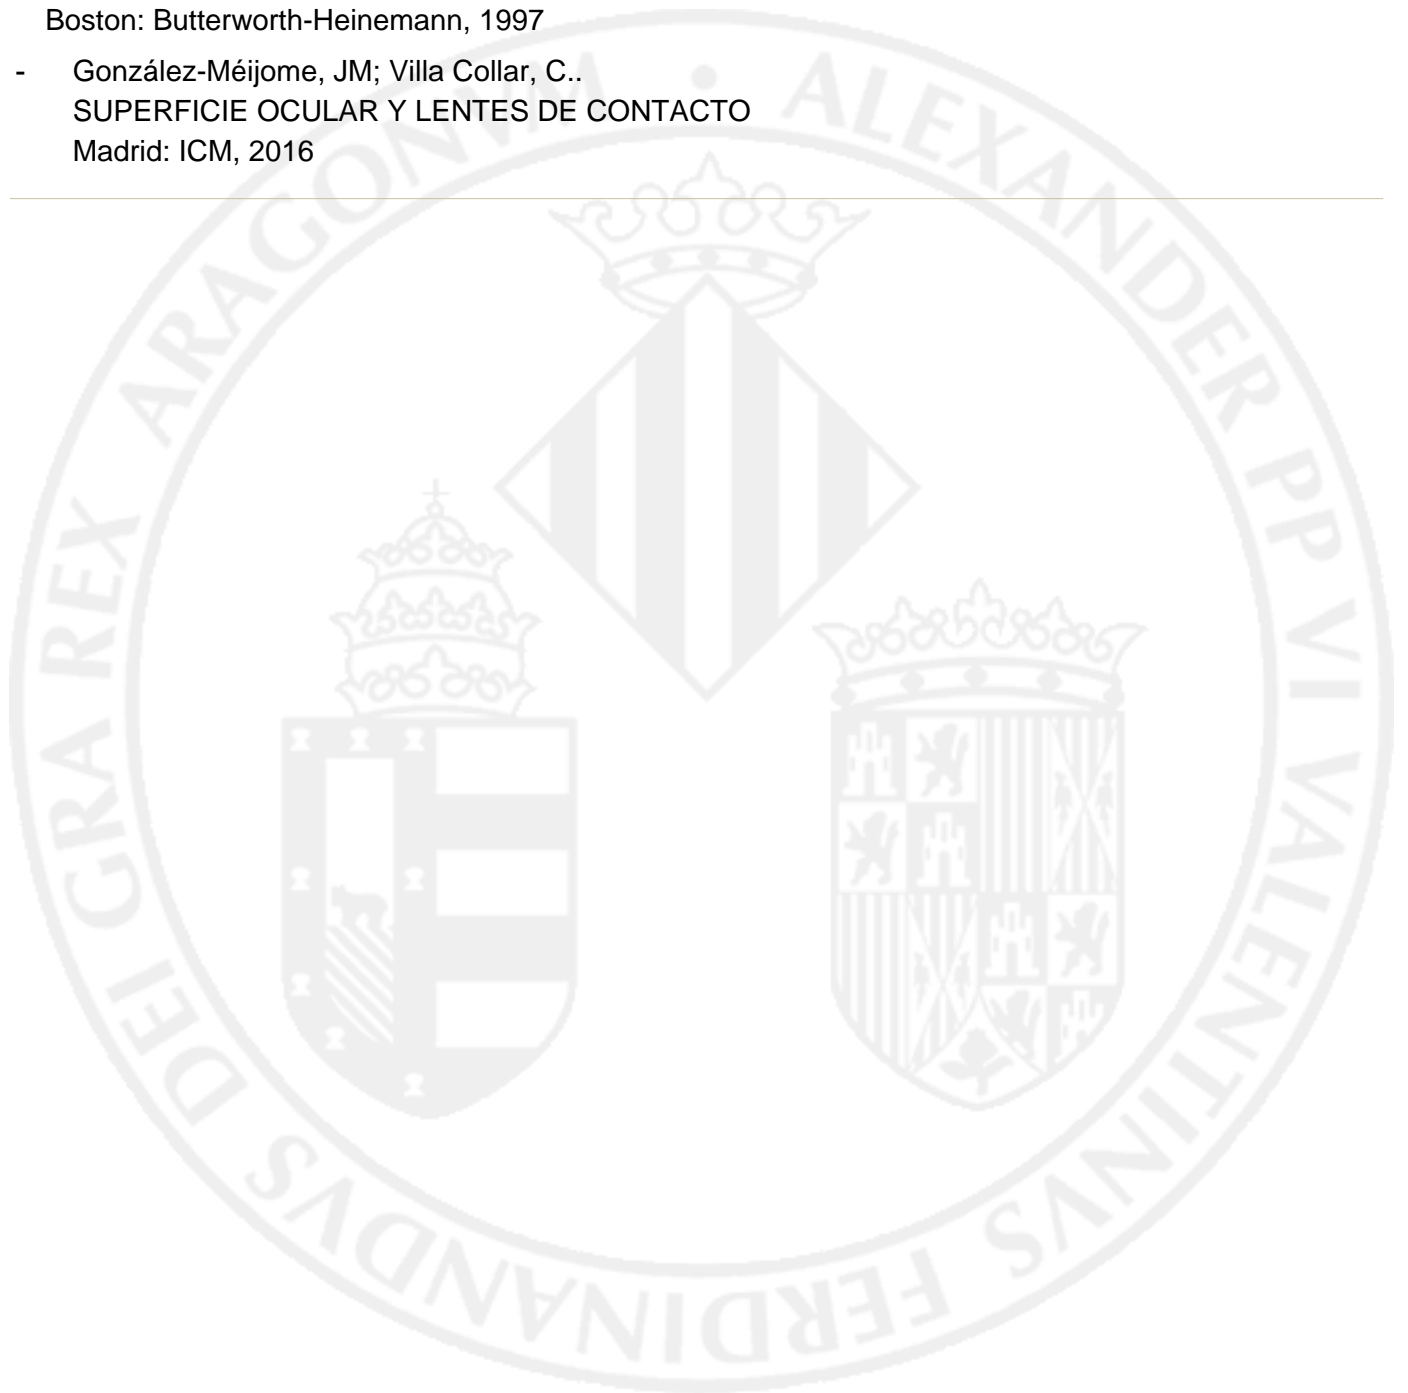 Boston: Butterworth-Heinemann, 1997
- González-Méijome, JM; Villa Collar, C..
SUPERFICIE OCULAR Y LENTES DE CONTACTO
Madrid: ICM, 2016
ALEXANDER PP VI VALENTINVS FERDINANDVS DEI GRA REX ARAGONVM •